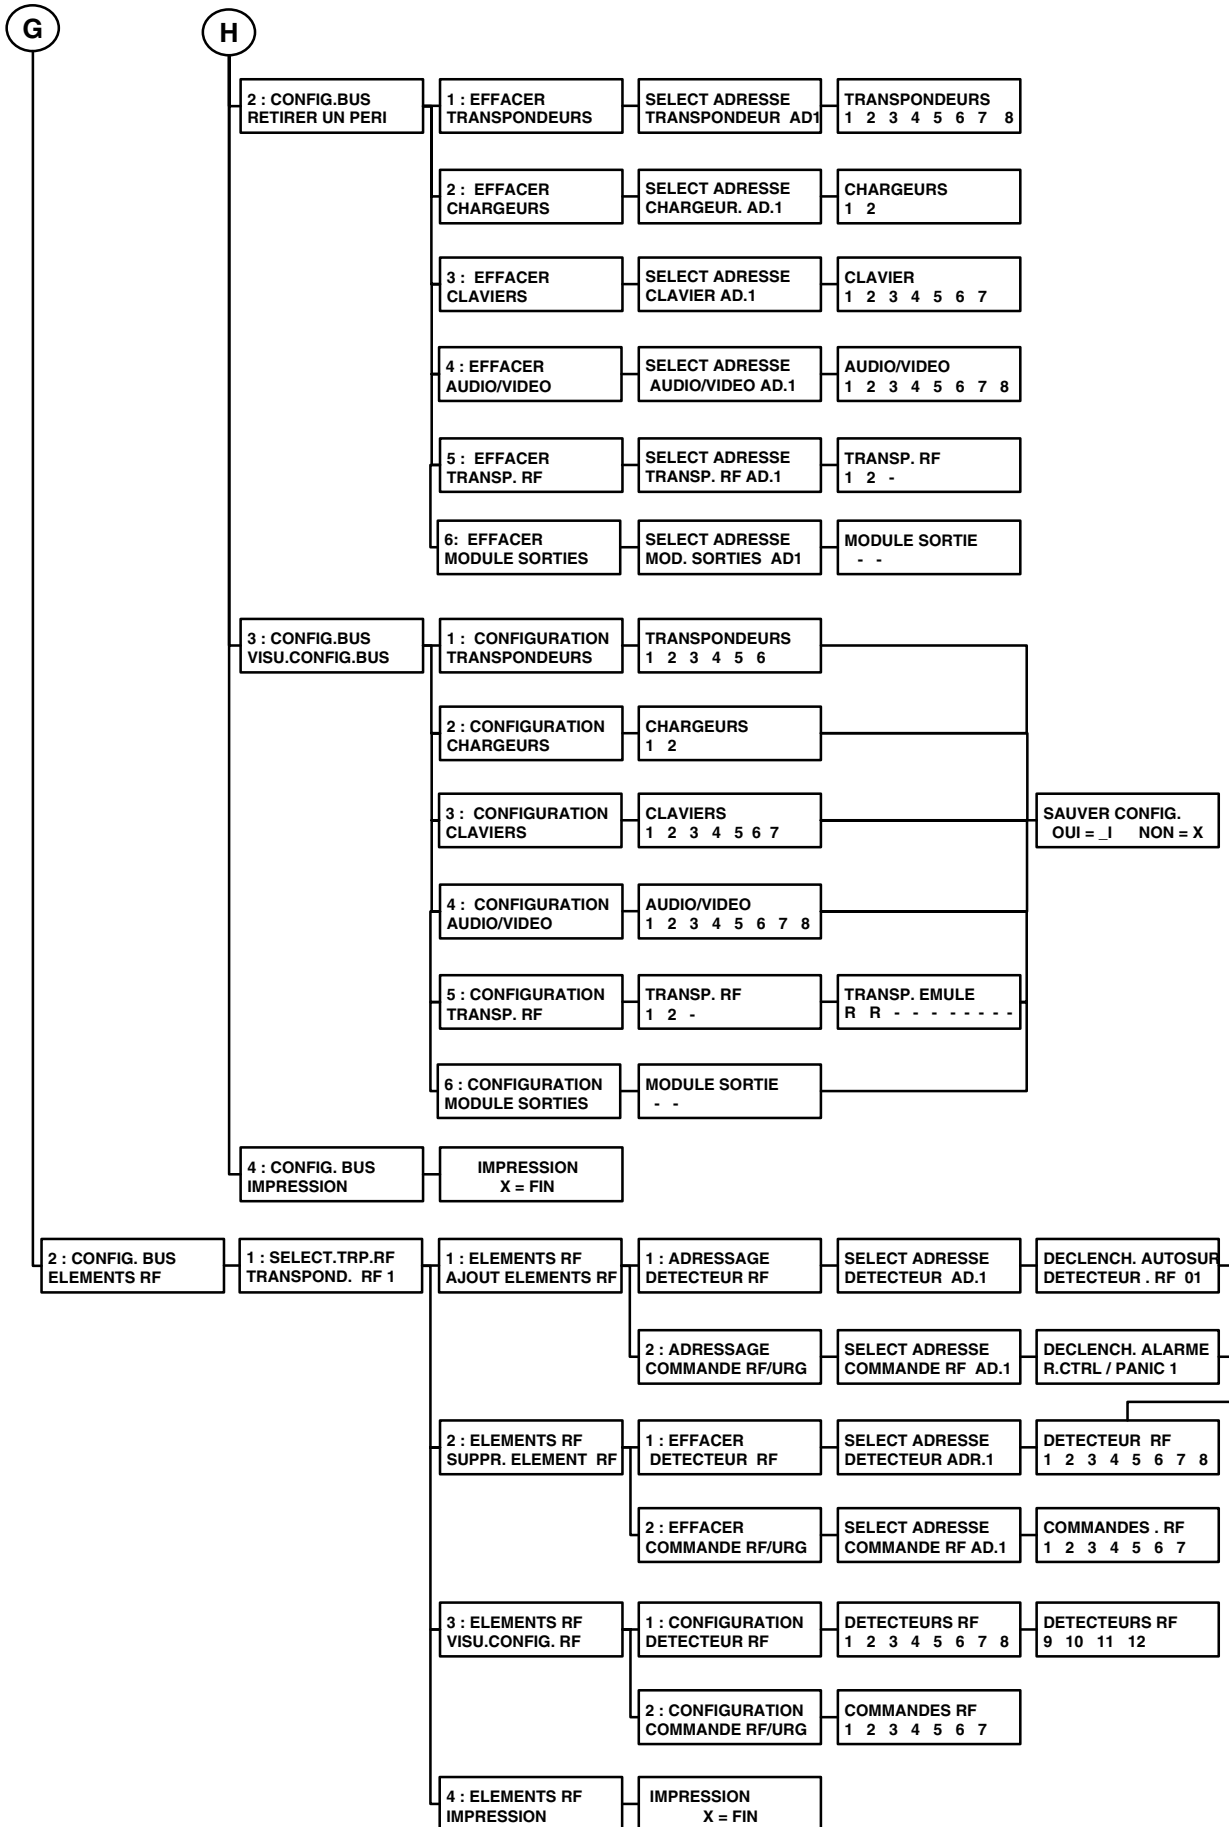 G
H
2 : CONFIG.BUS
RETIRER UN PERI
1 : EFFACER
TRANSPONDEURS
SELECT ADRESSE
TRANSPONDEUR AD1
TRANSPONDEURS
1 2 3 4 5 6 7 8
2 : EFFACER
CHARGEURS
SELECT ADRESSE
CHARGEUR. AD.1
CHARGEURS
1 2
3 : EFFACER
CLAVIERS
SELECT ADRESSE
CLAVIER AD.1
CLAVIER
1 2 3 4 5 6 7
4 : EFFACER
AUDIO/VIDEO
SELECT ADRESSE
AUDIO/VIDEO AD.1
AUDIO/VIDEO
1 2 3 4 5 6 7 8
5 : EFFACER
TRANSP. RF
SELECT ADRESSE
TRANSP. RF AD.1
TRANSP. RF
1 2 -
6: EFFACER
MODULE SORTIES
SELECT ADRESSE
MOD. SORTIES AD1
MODULE SORTIE
- -
3 : CONFIG.BUS
VISU.CONFIG.BUS
1 : CONFIGURATION
TRANSPONDEURS
TRANSPONDEURS
1 2 3 4 5 6
2 : CONFIGURATION
CHARGEURS
CHARGEURS
1 2
3 : CONFIGURATION
CLAVIERS
CLAVIERS
1 2 3 4 5 6 7
SAUVER CONFIG.
OUI = _I NON = X
4 : CONFIGURATION
AUDIO/VIDEO
AUDIO/VIDEO
1 2 3 4 5 6 7 8
5 : CONFIGURATION
TRANSP. RF
TRANSP. RF
1 2 -
TRANSP. EMULE
R R - - - - - - - -
6 : CONFIGURATION
MODULE SORTIES
MODULE SORTIE
- -
4 : CONFIG. BUS
IMPRESSION
IMPRESSION
X = FIN
2 : CONFIG. BUS
ELEMENTS RF
1 : SELECT.TRP.RF
TRANSPOND. RF 1
1 : ELEMENTS RF
AJOUT ELEMENTS RF
1 : ADRESSAGE
DETECTEUR RF
SELECT ADRESSE
DETECTEUR AD.1
DECLENCH. AUTOSUR
DETECTEUR . RF 01
2 : ADRESSAGE
COMMANDE RF/URG
SELECT ADRESSE
COMMANDE RF AD.1
DECLENCH. ALARME
R.CTRL / PANIC 1
2 : ELEMENTS RF
SUPPR. ELEMENT RF
1 : EFFACER
DETECTEUR RF
SELECT ADRESSE
DETECTEUR ADR.1
DETECTEUR RF
1 2 3 4 5 6 7 8
2 : EFFACER
COMMANDE RF/URG
SELECT ADRESSE
COMMANDE RF AD.1
COMMANDES . RF
1 2 3 4 5 6 7
3 : ELEMENTS RF
VISU.CONFIG. RF
1 : CONFIGURATION
DETECTEUR RF
DETECTEURS RF
1 2 3 4 5 6 7 8
DETECTEURS RF
9 10 11 12
2 : CONFIGURATION
COMMANDE RF/URG
COMMANDES RF
1 2 3 4 5 6 7
4 : ELEMENTS RF
IMPRESSION
IMPRESSION
X = FIN